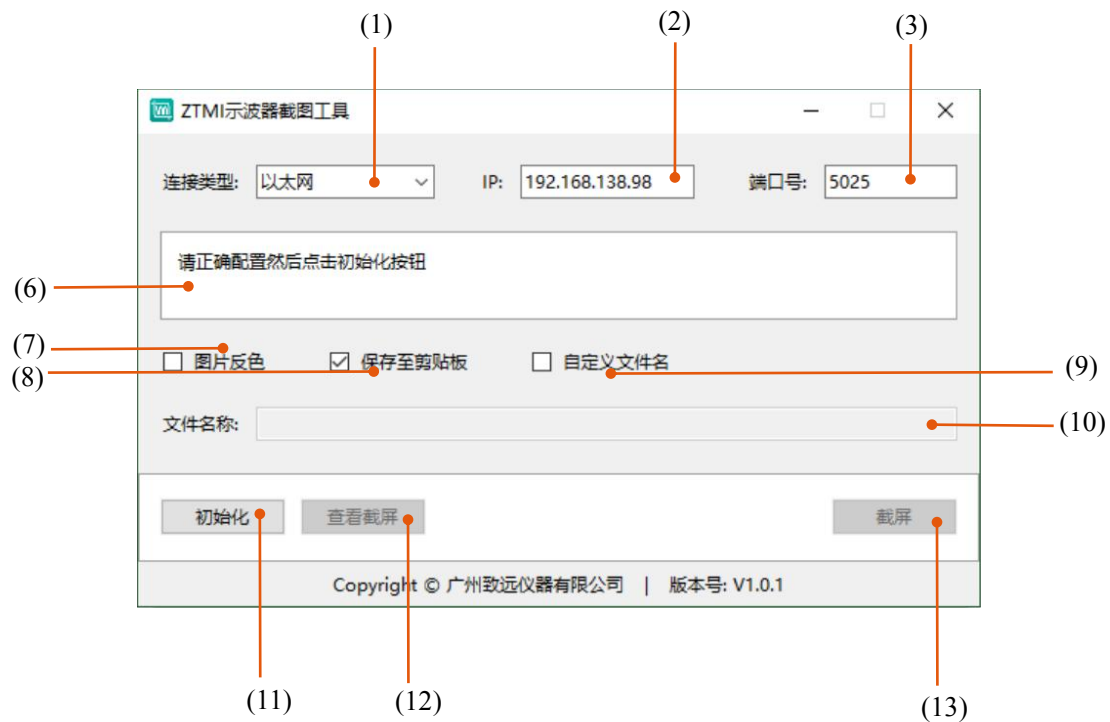 (1) (2) (3)
ZTMI示波器截图工具
连接类型: 以太网 IP: 192.168.138.98 端口号: 5025
请正确配置然后点击初始化按钮
(6)
(7)
图片反色 保存至剪贴板 自定义文件名
(8) (9)
文件名称: (10)
初始化 查看截屏 截屏
Copyright © 广州致远仪器有限公司 | 版本号: V1.0.1
(11) (12) (13)